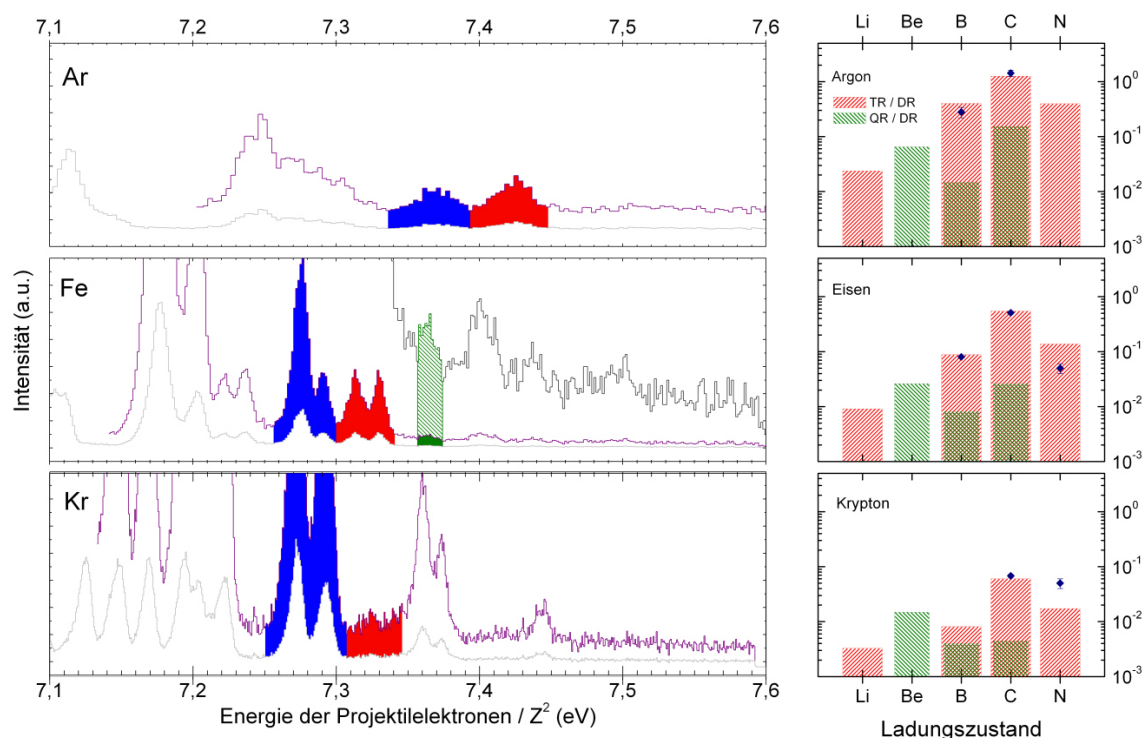 7,1 7,2 7,3 7,4 7,5 7,6
Li Be B C N
Ar
Argon
TR / DR
QR / DR
10⁰
10⁻¹
10⁻²
10⁻³
Intensität (a.u.)
Fe
Eisen
10⁰
10⁻¹
10⁻²
10⁻³
Kr
Krypton
10⁰
10⁻¹
10⁻²
10⁻³
7,1 7,2 7,3 7,4 7,5 7,6
Li Be B C N
Energie der Projektilelektronen / Z² (eV)
Ladungszustand